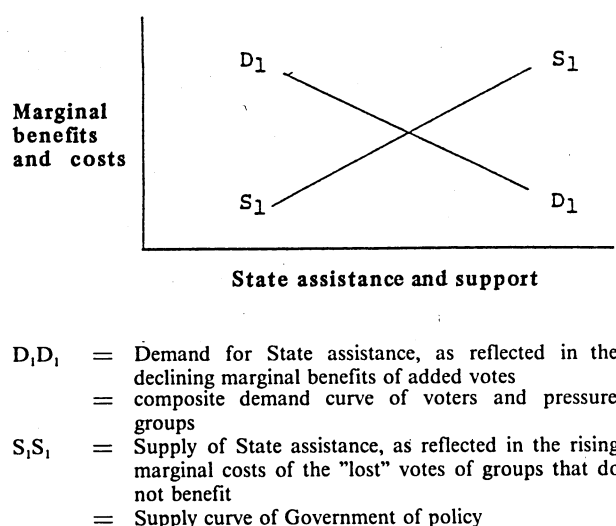 D1 S1
Marginal
benefits
and costs
S1 D1
State assistance and support
D₁D₁ = Demand for State assistance, as reflected in the
declining marginal benefits of added votes
= composite demand curve of voters and pressure
groups
S₁S₁ = Supply of State assistance, as reflected in the rising
marginal costs of the "lost" votes of groups that do
not benefit
= Supply curve of Government of policy